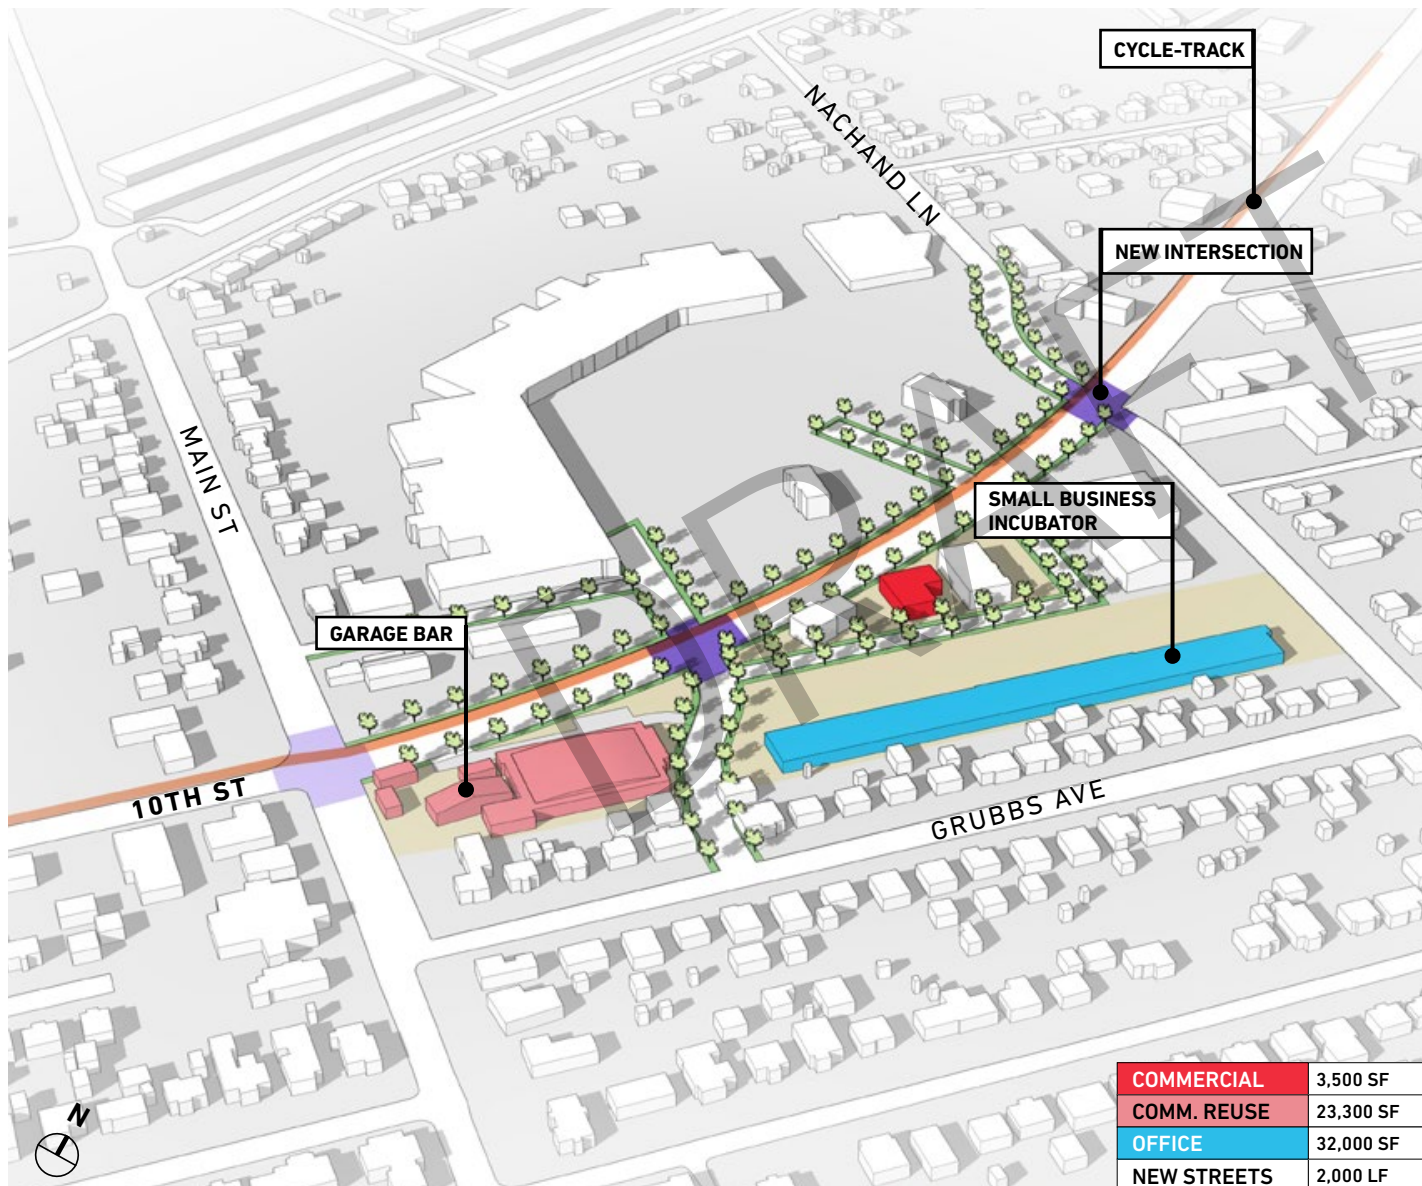 CYCLE-TRACK
NACHAND LN
NEW INTERSECTION
MAIN ST
SMALL BUSINESS
INCUBATOR
GARAGE BAR
10TH ST
GRUBBS AVE
DRAFT
N
COMMERCIAL 3,500 SF
COMM. REUSE 23,300 SF
OFFICE 32,000 SF
NEW STREETS 2,000 LF